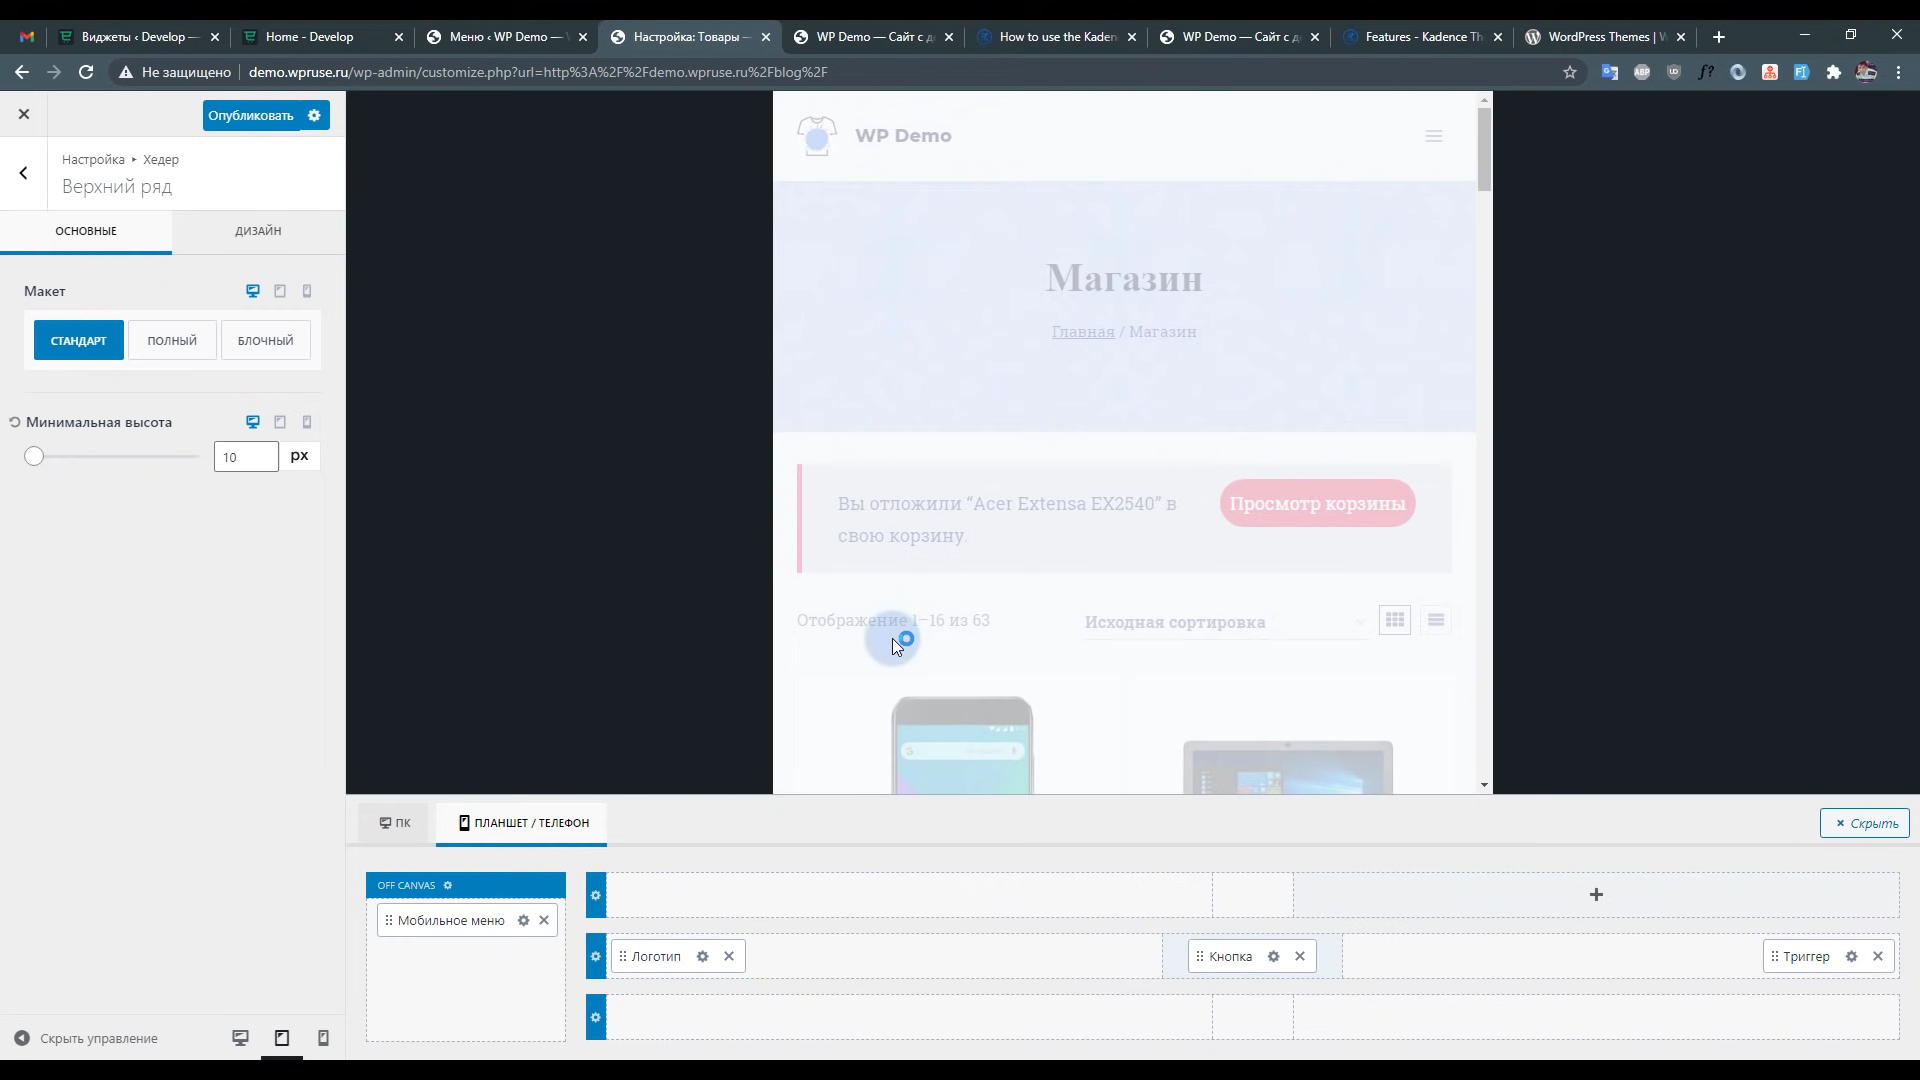 Виджеты ‹ Develop —
Home - Develop
Меню ‹ WP Demo —
Настройка: Товары —
WP Demo — Сайт с д
How to use the Kaden
WP Demo — Сайт с д
Features - Kadence Th
WordPress Themes | W
Не защищено
demo.wpruse.ru/wp-admin/customize.php?url=http%3A%2F%2Fdemo.wpruse.ru%2Fblog%2F
Опубликовать
Настройка ▸ Хедер
Верхний ряд
ОСНОВНЫЕ
ДИЗАЙН
Макет
СТАНДАРТ
ПОЛНЫЙ
БЛОЧНЫЙ
Минимальная высота
10
px
WP Demo
Магазин
Главная / Магазин
Вы отложили “Acer Extensa EX2540” в
свою корзину.
Просмотр корзины
Отображение 1–16 из 63
Исходная сортировка
ПК
ПЛАНШЕТ / ТЕЛЕФОН
× Скрыть
OFF CANVAS
Мобильное меню
Логотип
Кнопка
Триггер
Скрыть управление